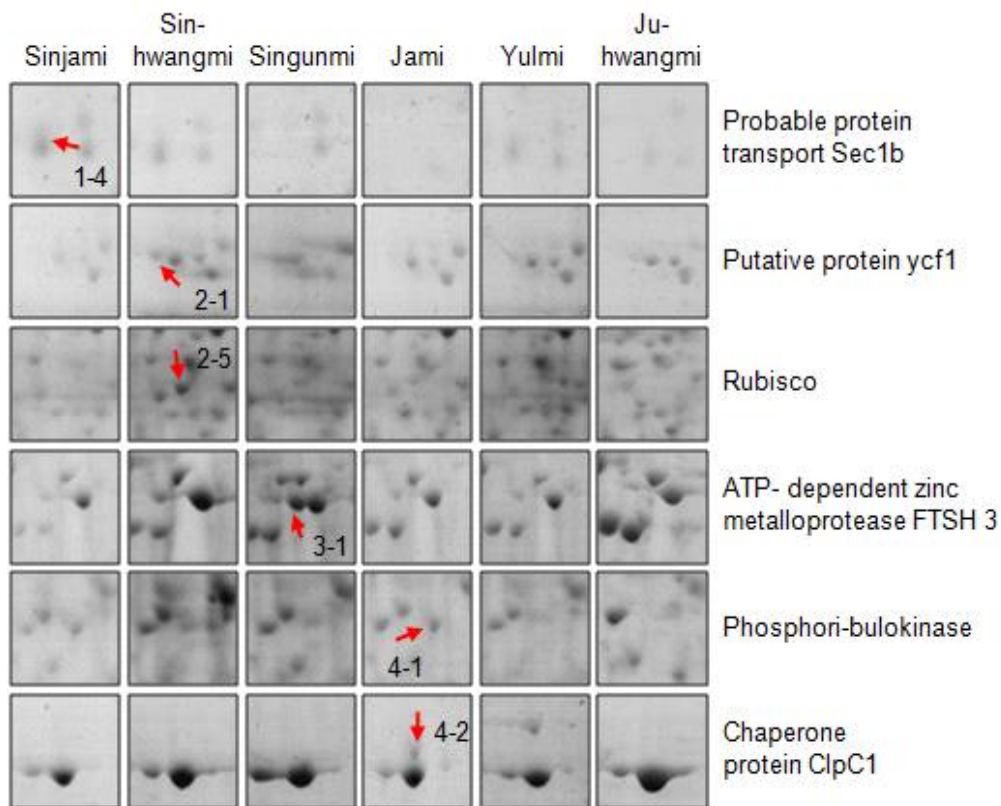 Sinjami
Sin-
hwangmi
Singunmi
Jami
Yulmi
Ju-
hwangmi
1-4
Probable protein
transport Sec1b
2-1
Putative protein ycf1
2-5
Rubisco
3-1
ATP- dependent zinc
metalloprotease FTSH 3
4-1
Phosphori-bulokinase
4-2
Chaperone
protein ClpC1